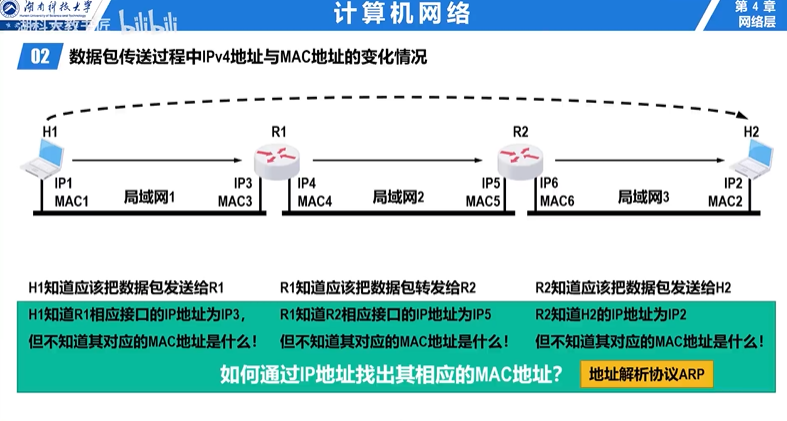 湖南科技大学
Hunan University of Science and Technology
bilibili
计算机网络
第 4 章
网络层
02 数据包传送过程中IPv4地址与MAC地址的变化情况
H1 R1 R2 H2
IP1 局域网1 IP3 IP4 局域网2 IP5 IP6 局域网3 IP2
MAC1 MAC3 MAC4 MAC5 MAC6 MAC2
H1知道应该把数据包发送给R1 R1知道应该把数据包转发给R2 R2知道应该把数据包发送给H2
H1知道R1相应接口的IP地址为IP3, R1知道R2相应接口的IP地址为IP5 R2知道H2的IP地址为IP2
但不知道其对应的MAC地址是什么! 但不知道其对应的MAC地址是什么! 但不知道其对应的MAC地址是什么!
如何通过IP地址找出其相应的MAC地址? 地址解析协议ARP